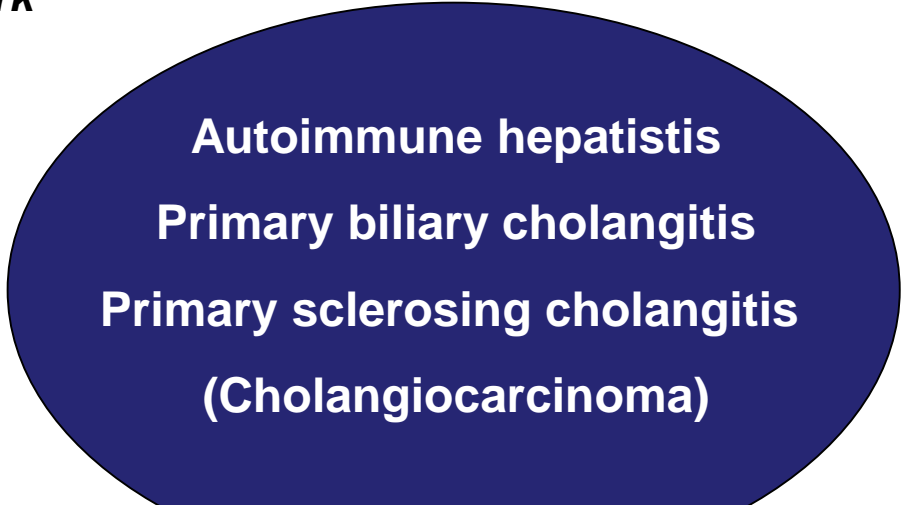 Autoimmune hepatistis
Primary biliary cholangitis
Primary sclerosing cholangitis
(Cholangiocarcinoma)